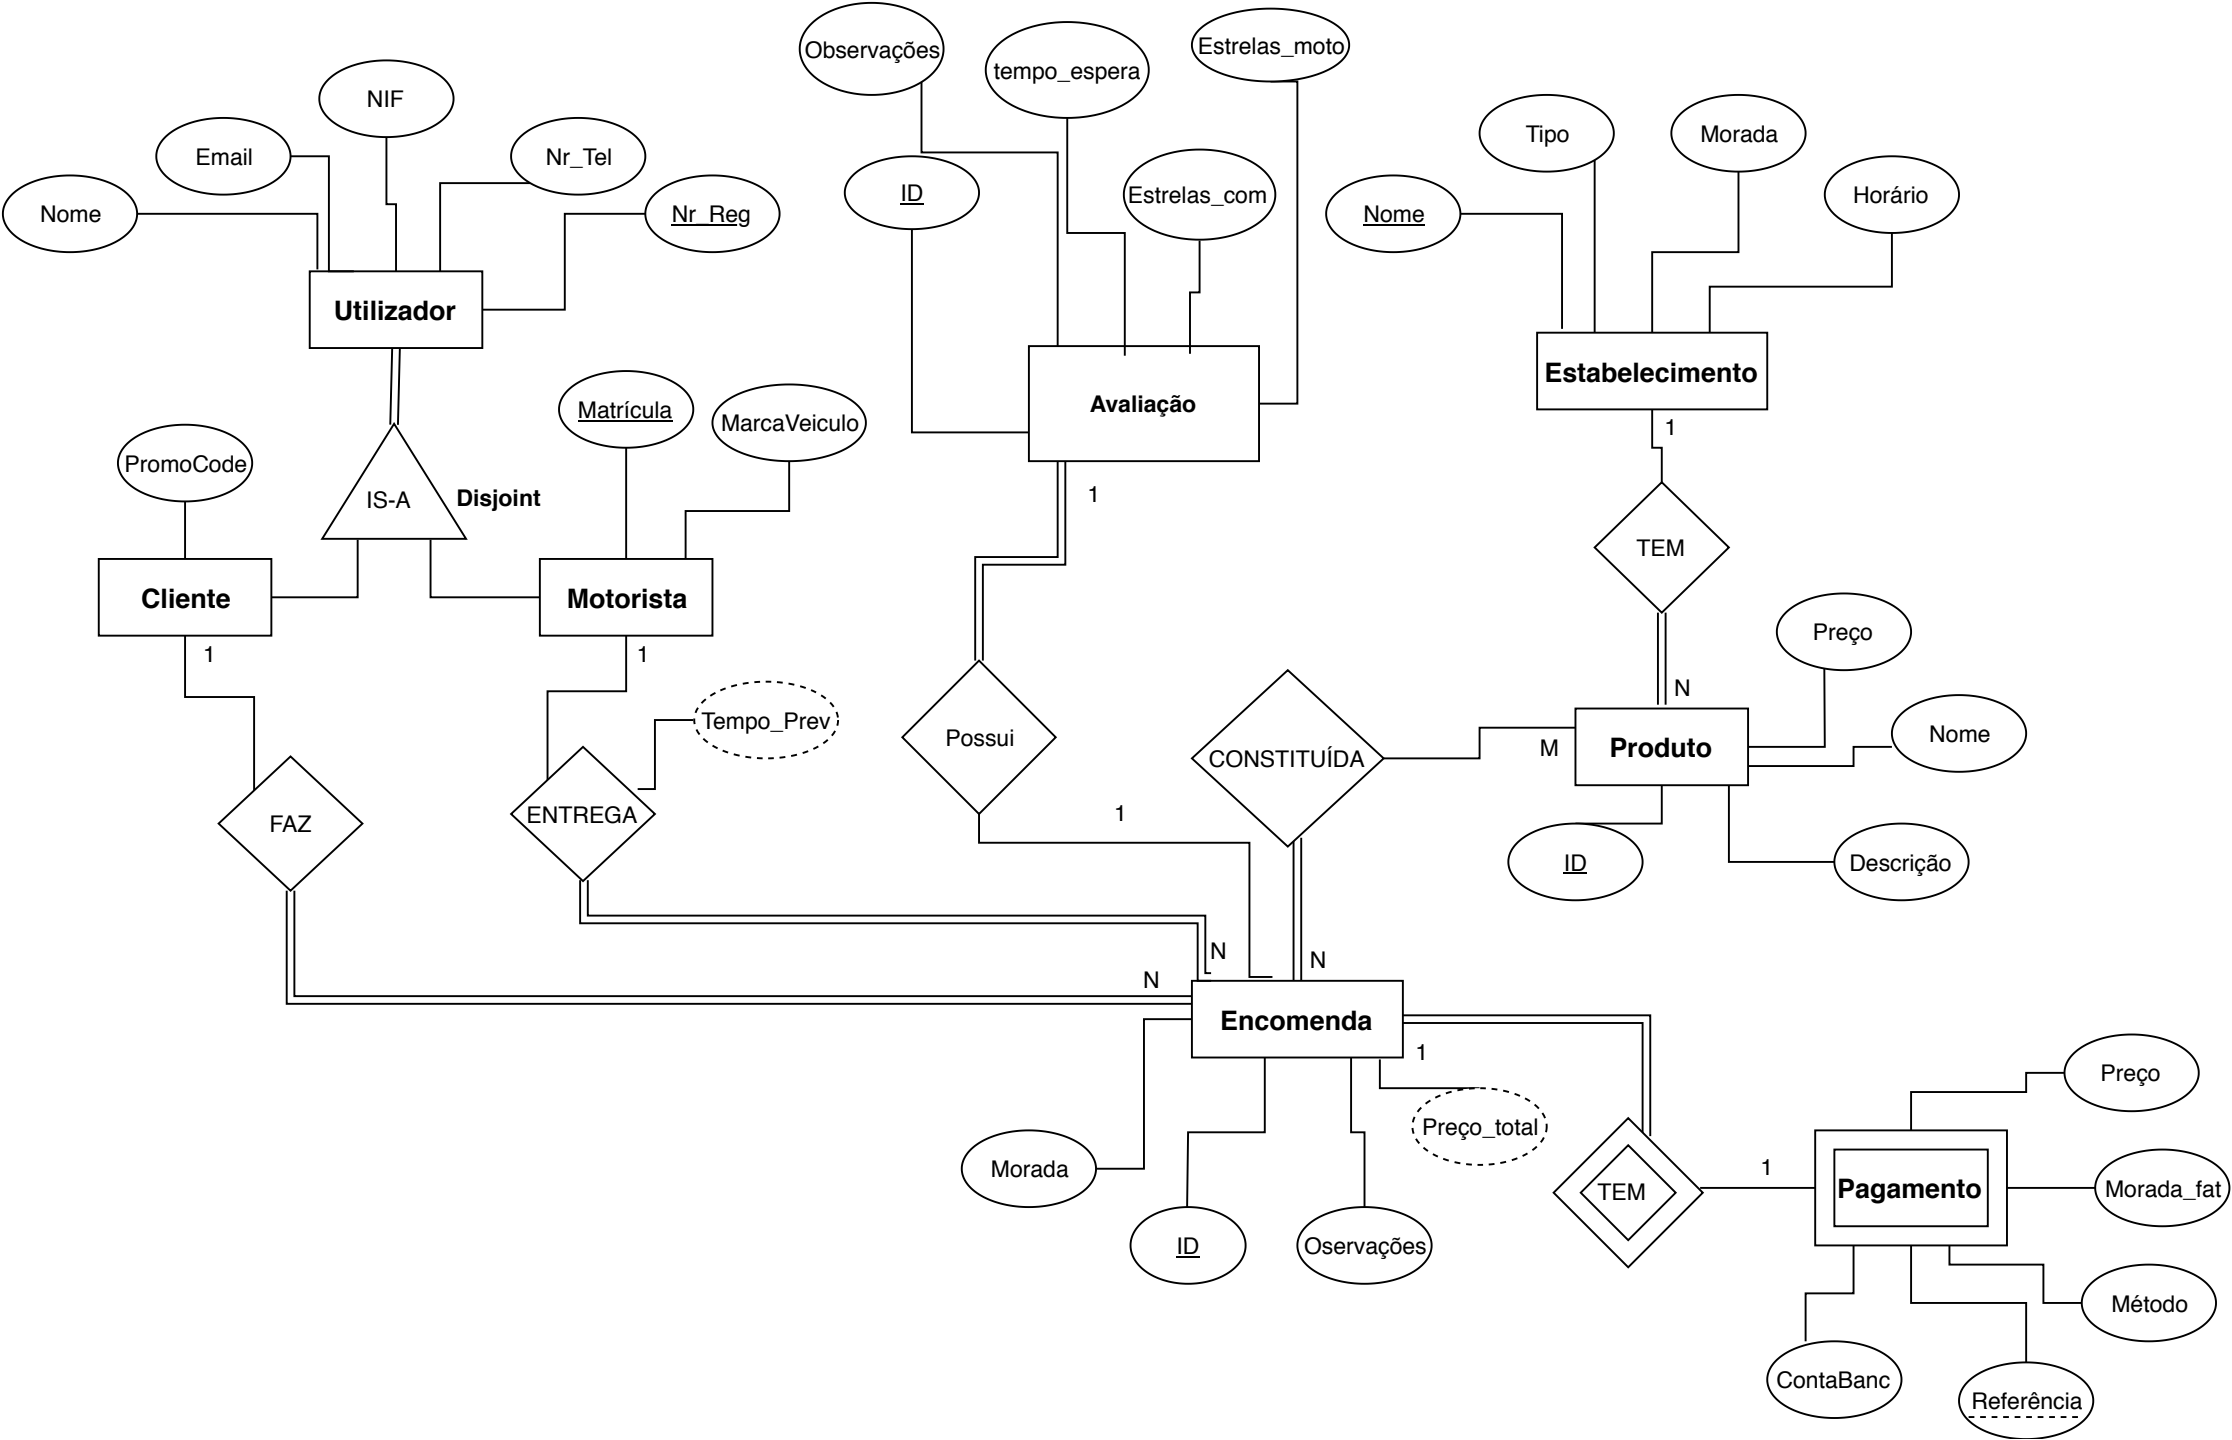 Observações
Estrelas_moto
tempo_espera
NIF
Email
Nr_Tel
Tipo
Morada
Nome
Nr_Reg
ID
Estrelas_com
Nome
Horário
Utilizador
Avaliação
Estabelecimento
Matrícula
MarcaVeiculo
1
PromoCode
IS-A
Disjoint
1
TEM
Cliente
Motorista
1
1
Preço
N
Tempo_Prev
Possui
CONSTITUÍDA
M
Produto
Nome
FAZ
ENTREGA
1
ID
Descrição
N
N
N
Encomenda
1
Preço
Preço_total
Morada
1
TEM
Pagamento
Morada_fat
ID
Oservações
Método
ContaBanc
Referência